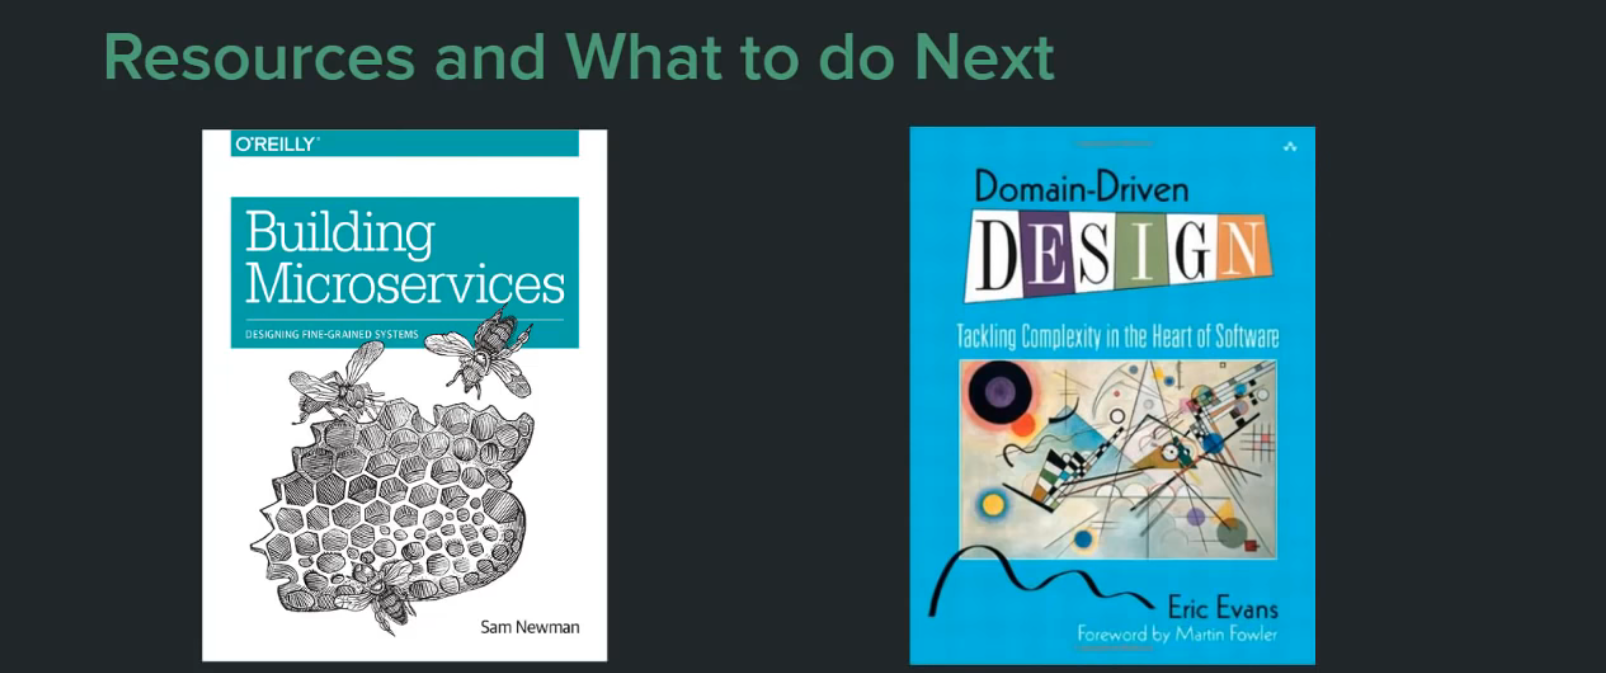 Resources and What to do Next
O'REILLY®
Building
Microservices
DESIGNING FINE-GRAINED SYSTEMS
Sam Newman
Domain-Driven
DESIGN
Tackling Complexity in the Heart of Software
Eric Evans
Foreword by Martin Fowler